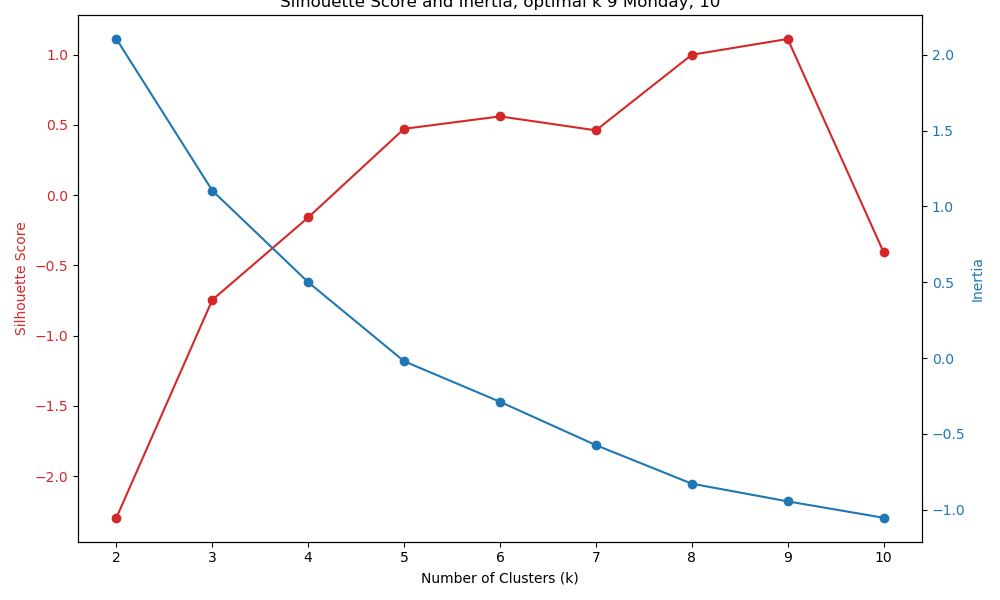 Silhouette Score and Inertia, optimal k 9 Monday, 10
1.0
0.5
0.0
−0.5
−1.0
−1.5
−2.0
Silhouette Score
2.0
1.5
1.0
0.5
0.0
−0.5
−1.0
Inertia
2 3 4 5 6 7 8 9 10
Number of Clusters (k)